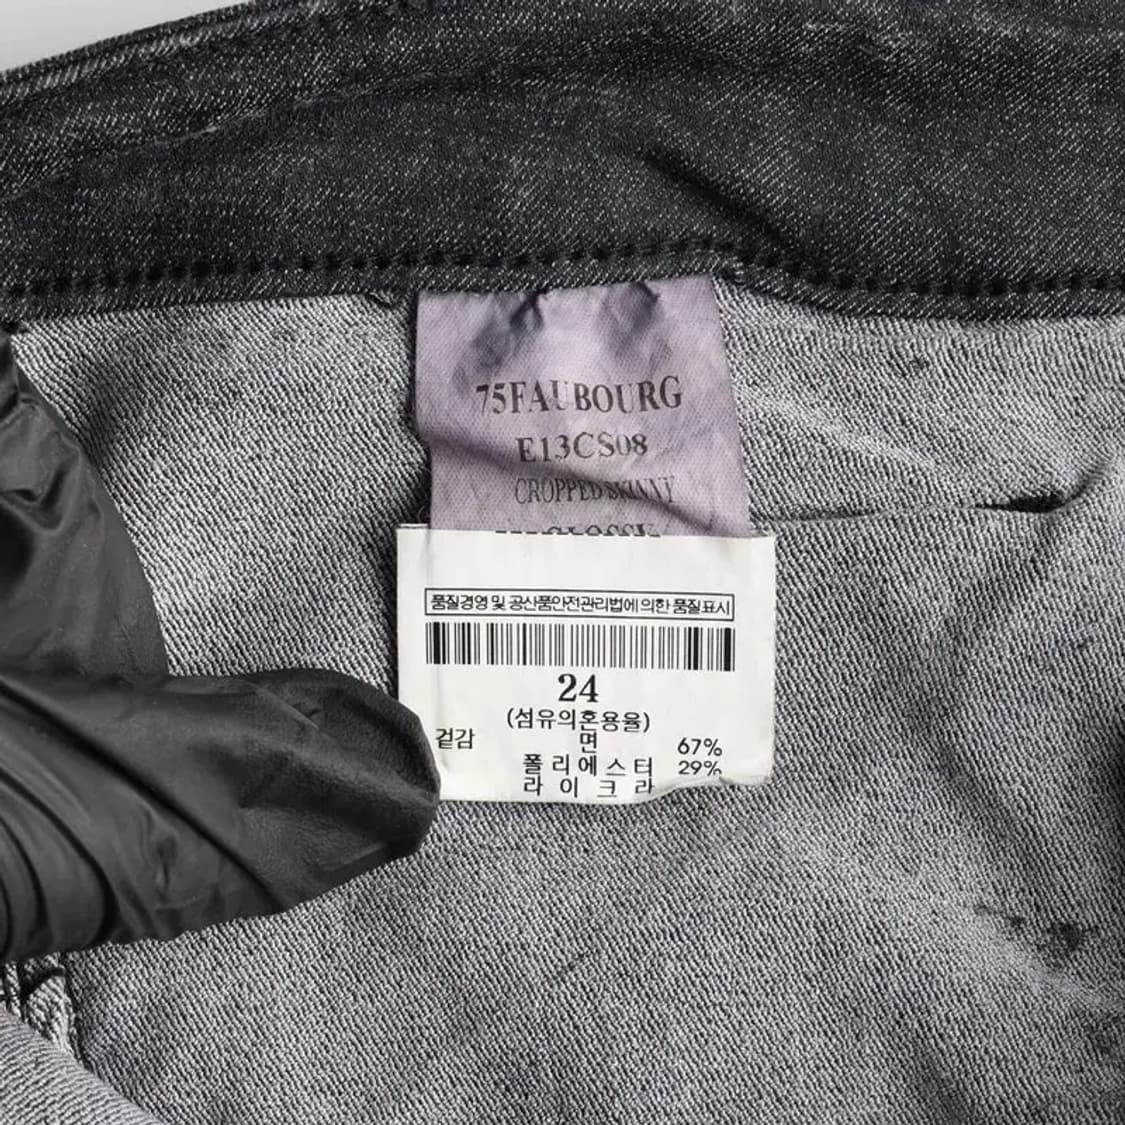 75FAUBOURG
E13CS08
CROPPED SKINNY
품질경영 및 공산품안전관리법에 의한 품질표시
24
(섬유의혼용율)
겉감 면 67%
폴리에스터 29%
라이크라